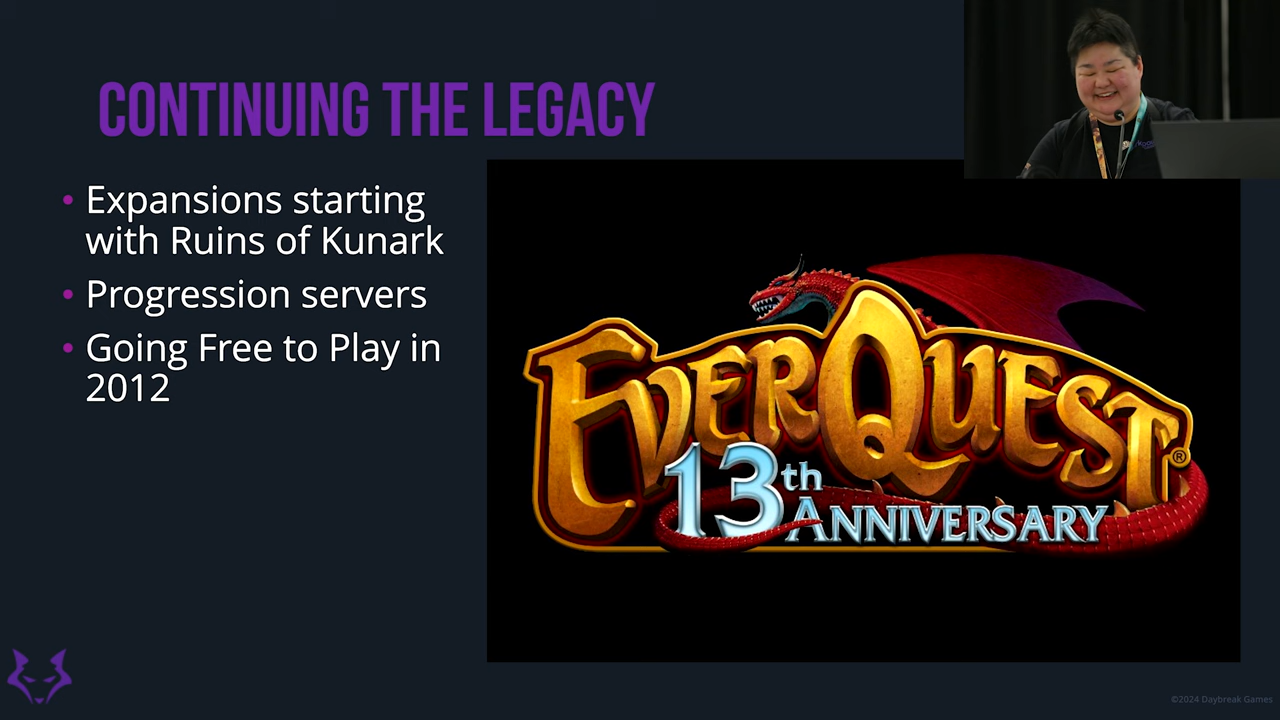 CONTINUING THE LEGACY
• Expansions starting
with Ruins of Kunark
• Progression servers
• Going Free to Play in
2012
EVERQUEST®
13th
ANNIVERSARY
©2024 Daybreak Games